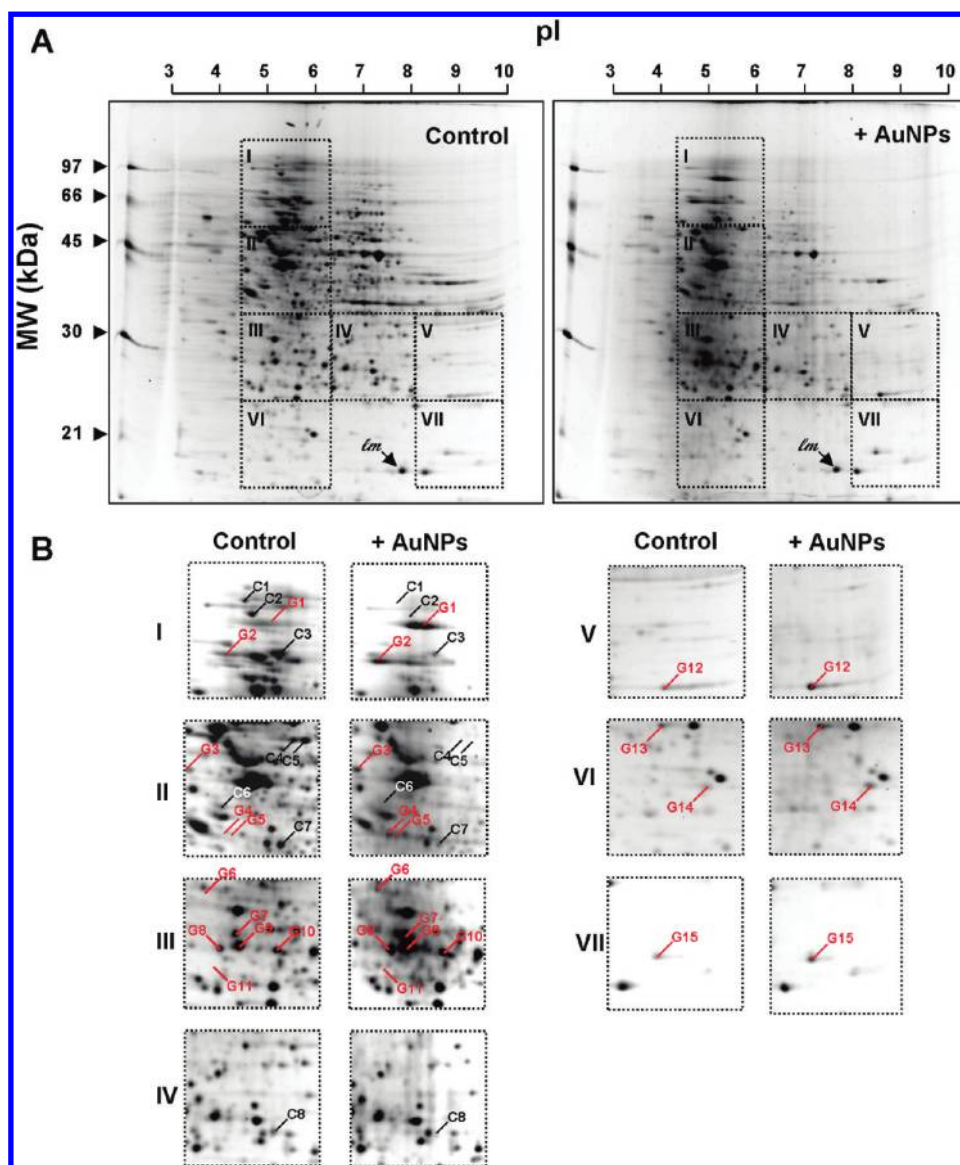 A
pI
3 4 5 6 7 8 9 10
3 4 5 6 7 8 9 10
MW (kDa)
97
66
45
30
21
Control
I
II
III
IV
V
VI
VII
lm
+ AuNPs
I
II
III
IV
V
VI
VII
lm
B
Control
+ AuNPs
I
C1
C2
G1
G2
C3
C1
C2
G1
G2
C3
II
G3
C4
C5
C6
G4
G5
C7
G3
C4
C5
C6
G4
G5
C7
III
G6
G7
G8
G9
G10
G11
G6
G7
G8
G9
G10
G11
IV
C8
C8
Control
+ AuNPs
V
G12
G12
VI
G13
G14
G13
G14
VII
G15
G15